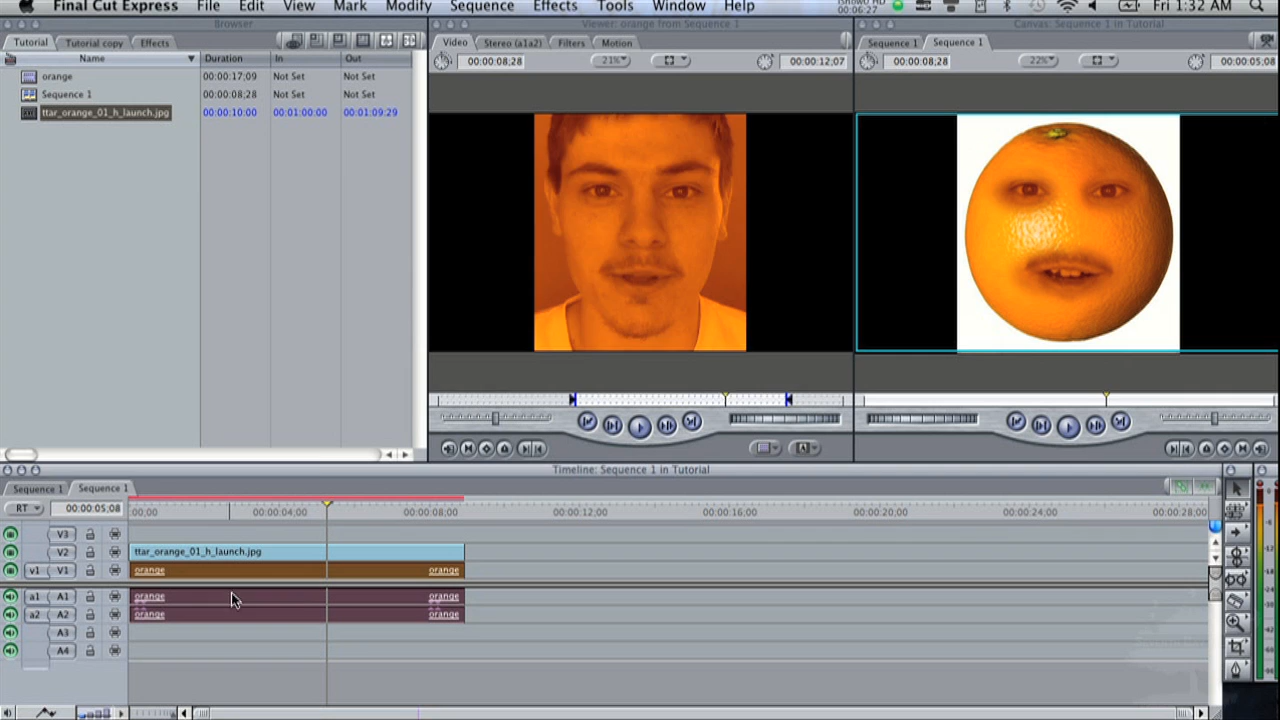 Final Cut Express File Edit View Mark Modify Sequence Effects Tools Window Help 00:06:27 Fri 1:32 AM
Browser Viewer: orange from Sequence 1 Canvas: Sequence 1 in Tutorial
Tutorial Tutorial copy Effects Video Stereo (a1a2) Filters Motion Sequence 1 Sequence 1
Name Duration In Out 00:00:08;28 21% 00:00:12;07 00:00:08;28 22% 00:00:05;08
orange 00:00:17;09 Not Set Not Set
Sequence 1 00:00:08;28 Not Set Not Set
ttar_orange_01_h_launch.jpg 00:00:10:00 00:01:00:00 00:01:09:29
Timeline: Sequence 1 in Tutorial
Sequence 1 Sequence 1
RT 00:00:05;08 00;00 00:00:04;00 00:00:08;00 00:00:12;00 00:00:16;00 00:00:20;00 00:00:24;00 00:00:28;00
V3
V2 ttar_orange_01_h_launch.jpg
v1 V1 orange orange
a1 A1 orange orange
a2 A2 orange orange
A3
A4